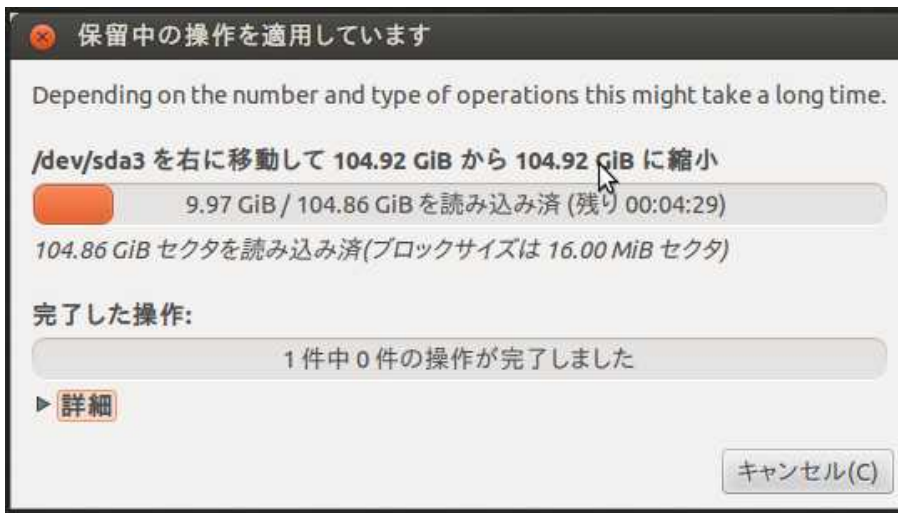 保留中の操作を適用しています
Depending on the number and type of operations this might take a long time.
/dev/sda3 を右に移動して 104.92 GiB から 104.92 GiB に縮小
9.97 GiB / 104.86 GiB を読み込み済 (残り 00:04:29)
104.86 GiB セクタを読み込み済(ブロックサイズは 16.00 MiB セクタ)
完了した操作:
1 件中 0 件の操作が完了しました
詳細
キャンセル(C)